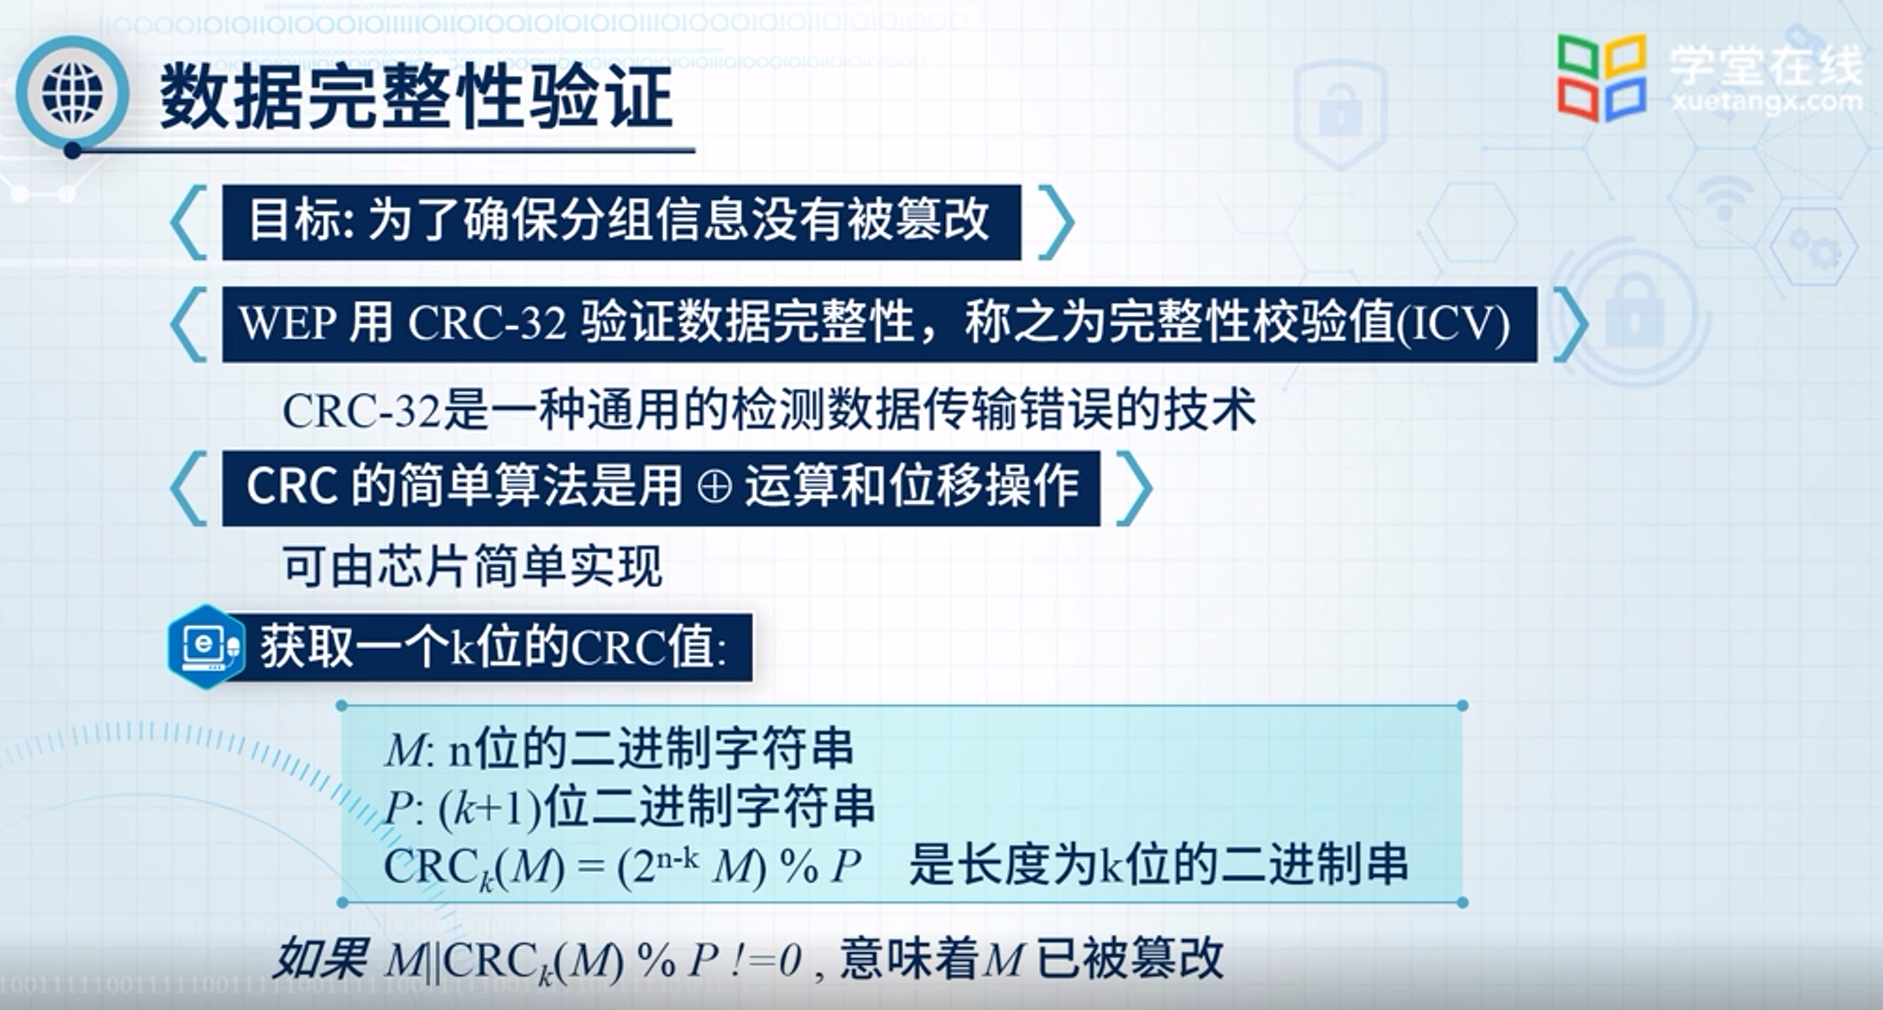 数据完整性验证
学堂在线
xuetangx.com
目标: 为了确保分组信息没有被篡改
WEP 用 CRC-32 验证数据完整性，称之为完整性校验值(ICV)
CRC-32是一种通用的检测数据传输错误的技术
CRC 的简单算法是用 ⊕ 运算和位移操作
可由芯片简单实现
获取一个k位的CRC值:
M: n位的二进制字符串
P: (k+1)位二进制字符串
CRCₖ(M) = (2ⁿ⁻ᵏ M) % P 是长度为k位的二进制串
如果 M||CRCₖ(M) % P !=0 , 意味着M 已被篡改